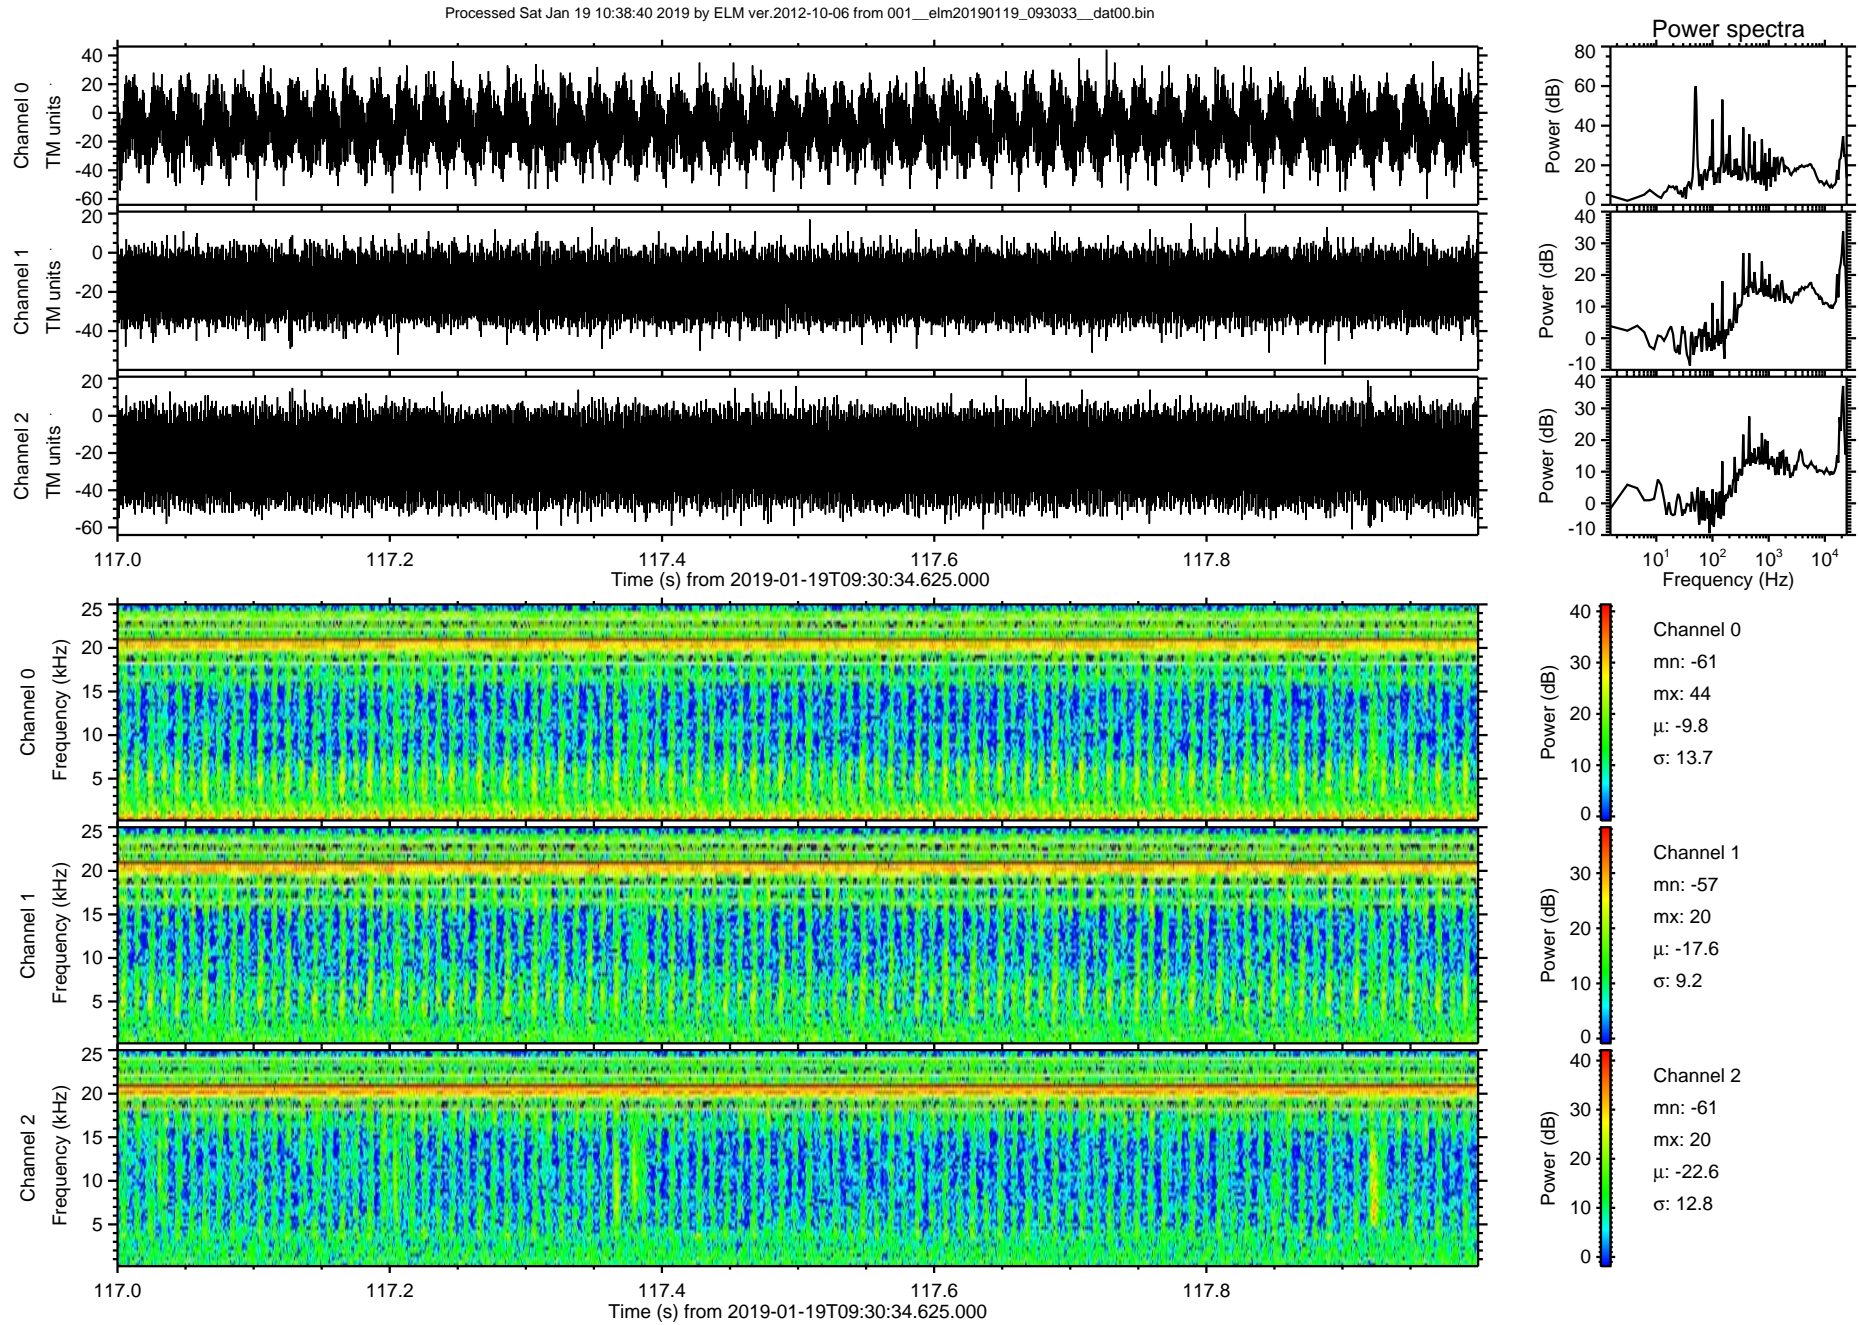 Processed Sat Jan 19 10:38:40 2019 by ELM ver.2012-10-06 from 001__elm20190119_093033__dat00.bin
Power spectra
Channel 0
TM units
40
20
0
-20
-40
-60
Power (dB)
80
60
40
20
0
Channel 1
TM units
20
0
-20
-40
Power (dB)
40
30
20
10
0
-10
Channel 2
TM units
20
0
-20
-40
-60
Power (dB)
40
30
20
10
0
-10
117.0 117.2 117.4 117.6 117.8
Time (s) from 2019-01-19T09:30:34.625.000
10^1 10^2 10^3 10^4
Frequency (Hz)
Channel 0
Frequency (kHz)
25
20
15
10
5
Power (dB)
40
30
20
10
0
Channel 0
mn: -61
mx: 44
μ: -9.8
σ: 13.7
Channel 1
Frequency (kHz)
25
20
15
10
5
Power (dB)
30
20
10
0
Channel 1
mn: -57
mx: 20
μ: -17.6
σ: 9.2
Channel 2
Frequency (kHz)
25
20
15
10
5
Power (dB)
40
30
20
10
0
Channel 2
mn: -61
mx: 20
μ: -22.6
σ: 12.8
117.0 117.2 117.4 117.6 117.8
Time (s) from 2019-01-19T09:30:34.625.000